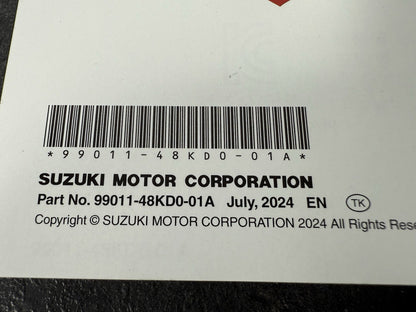 *99011-48KD0-01A*
SUZUKI MOTOR CORPORATION
Part No. 99011-48KD0-01A July, 2024 EN TK
Copyright © SUZUKI MOTOR CORPORATION 2024 All Rights Rese